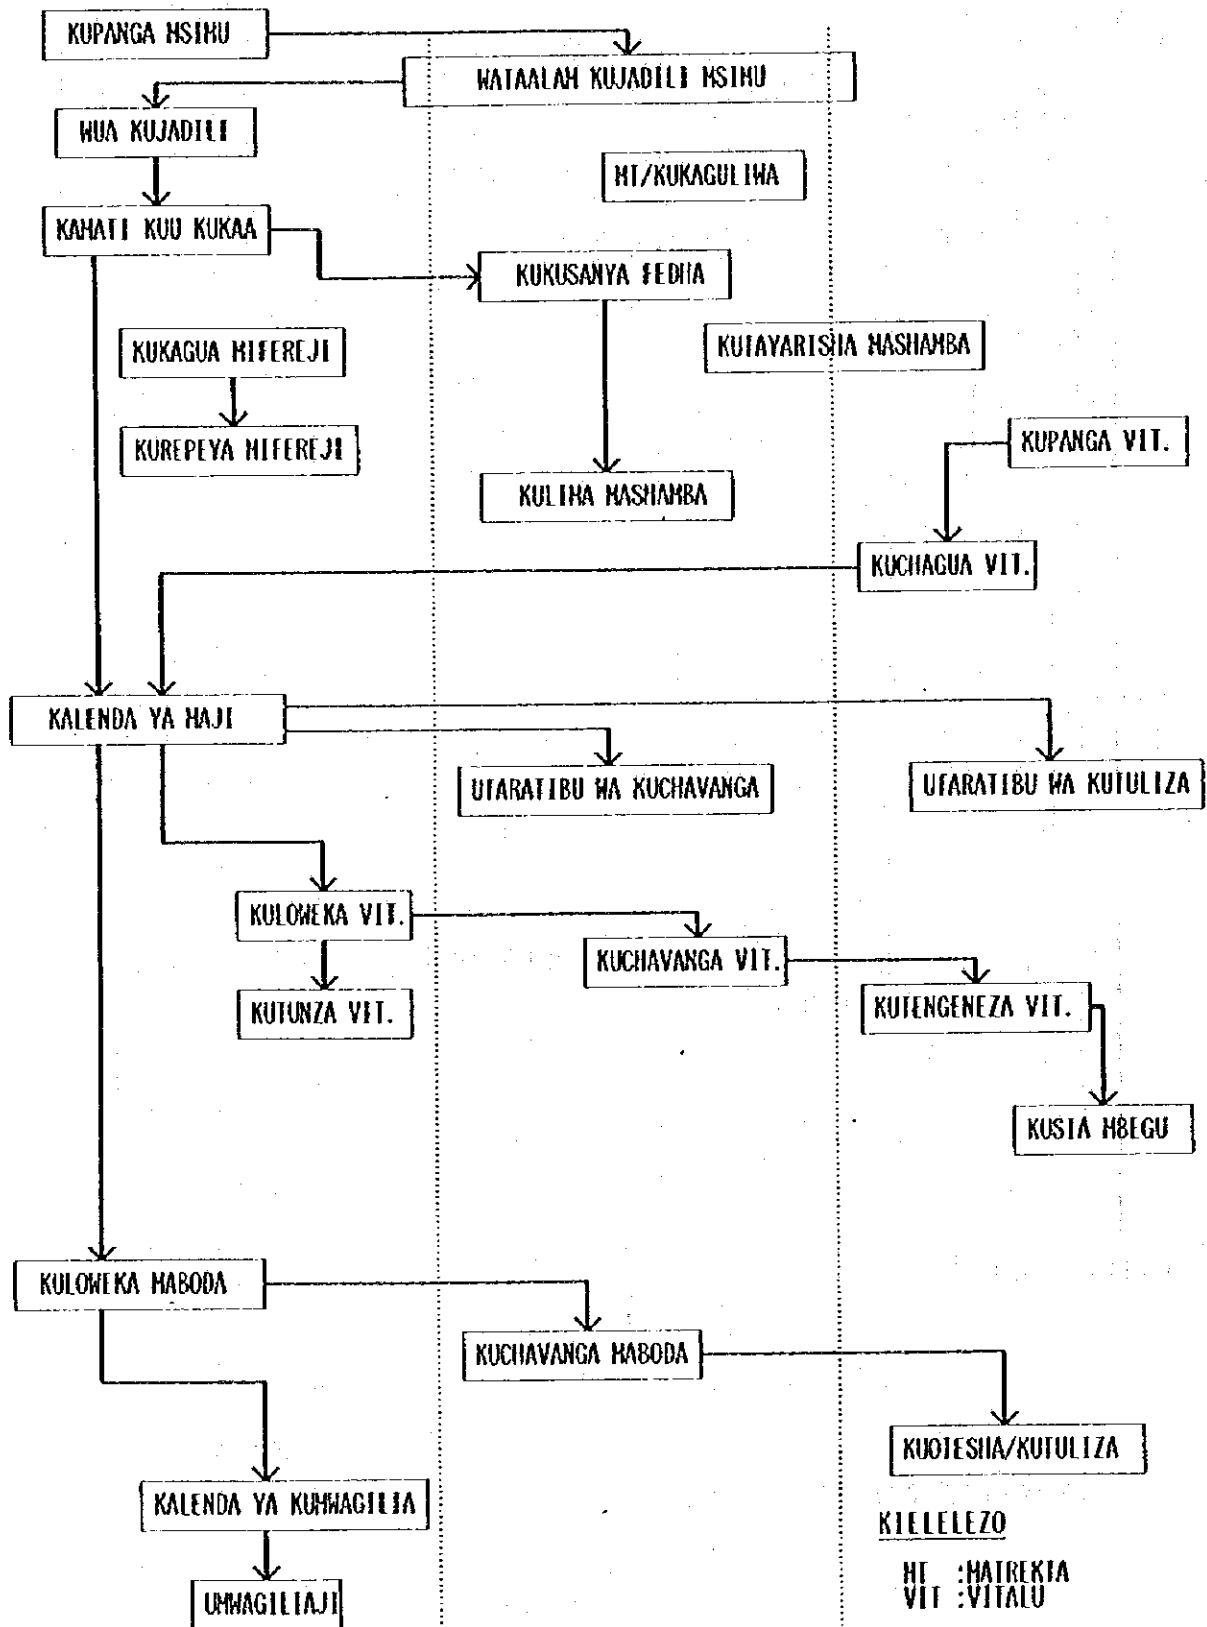 KUPANGA MSIMU
WATAALAM KUJADILI MSIMU
WUA KUJADILI
MT/KUKAGULIWA
KAMATI KUU KUKAA
KUKUSANYA FEDHA
KUKAGUA MIFEREJI
KUTAYARISHA MASHAMBA
KUREPEYA MIFEREJI
KUPANGA VIT.
KULIMA MASHAMBA
KUCHAGUA VIT.
KALENDA YA MAJI
UTARATIBU WA KUCHAVANGA
UTARATIBU WA KUTULIZA
KULOWEKA VIT.
KUCHAVANGA VIT.
KUTUNZA VIT.
KUTENGENEZA VIT.
KUSIA MBEGU
KULOWEKA MABODA
KUCHAVANGA MABODA
KUOTESHA/KUTULIZA
KALENDA YA KUMWAGILIA
KIELELEZO
MT :MATREKTA
VIT :VITALU
UMWAGILIAJI